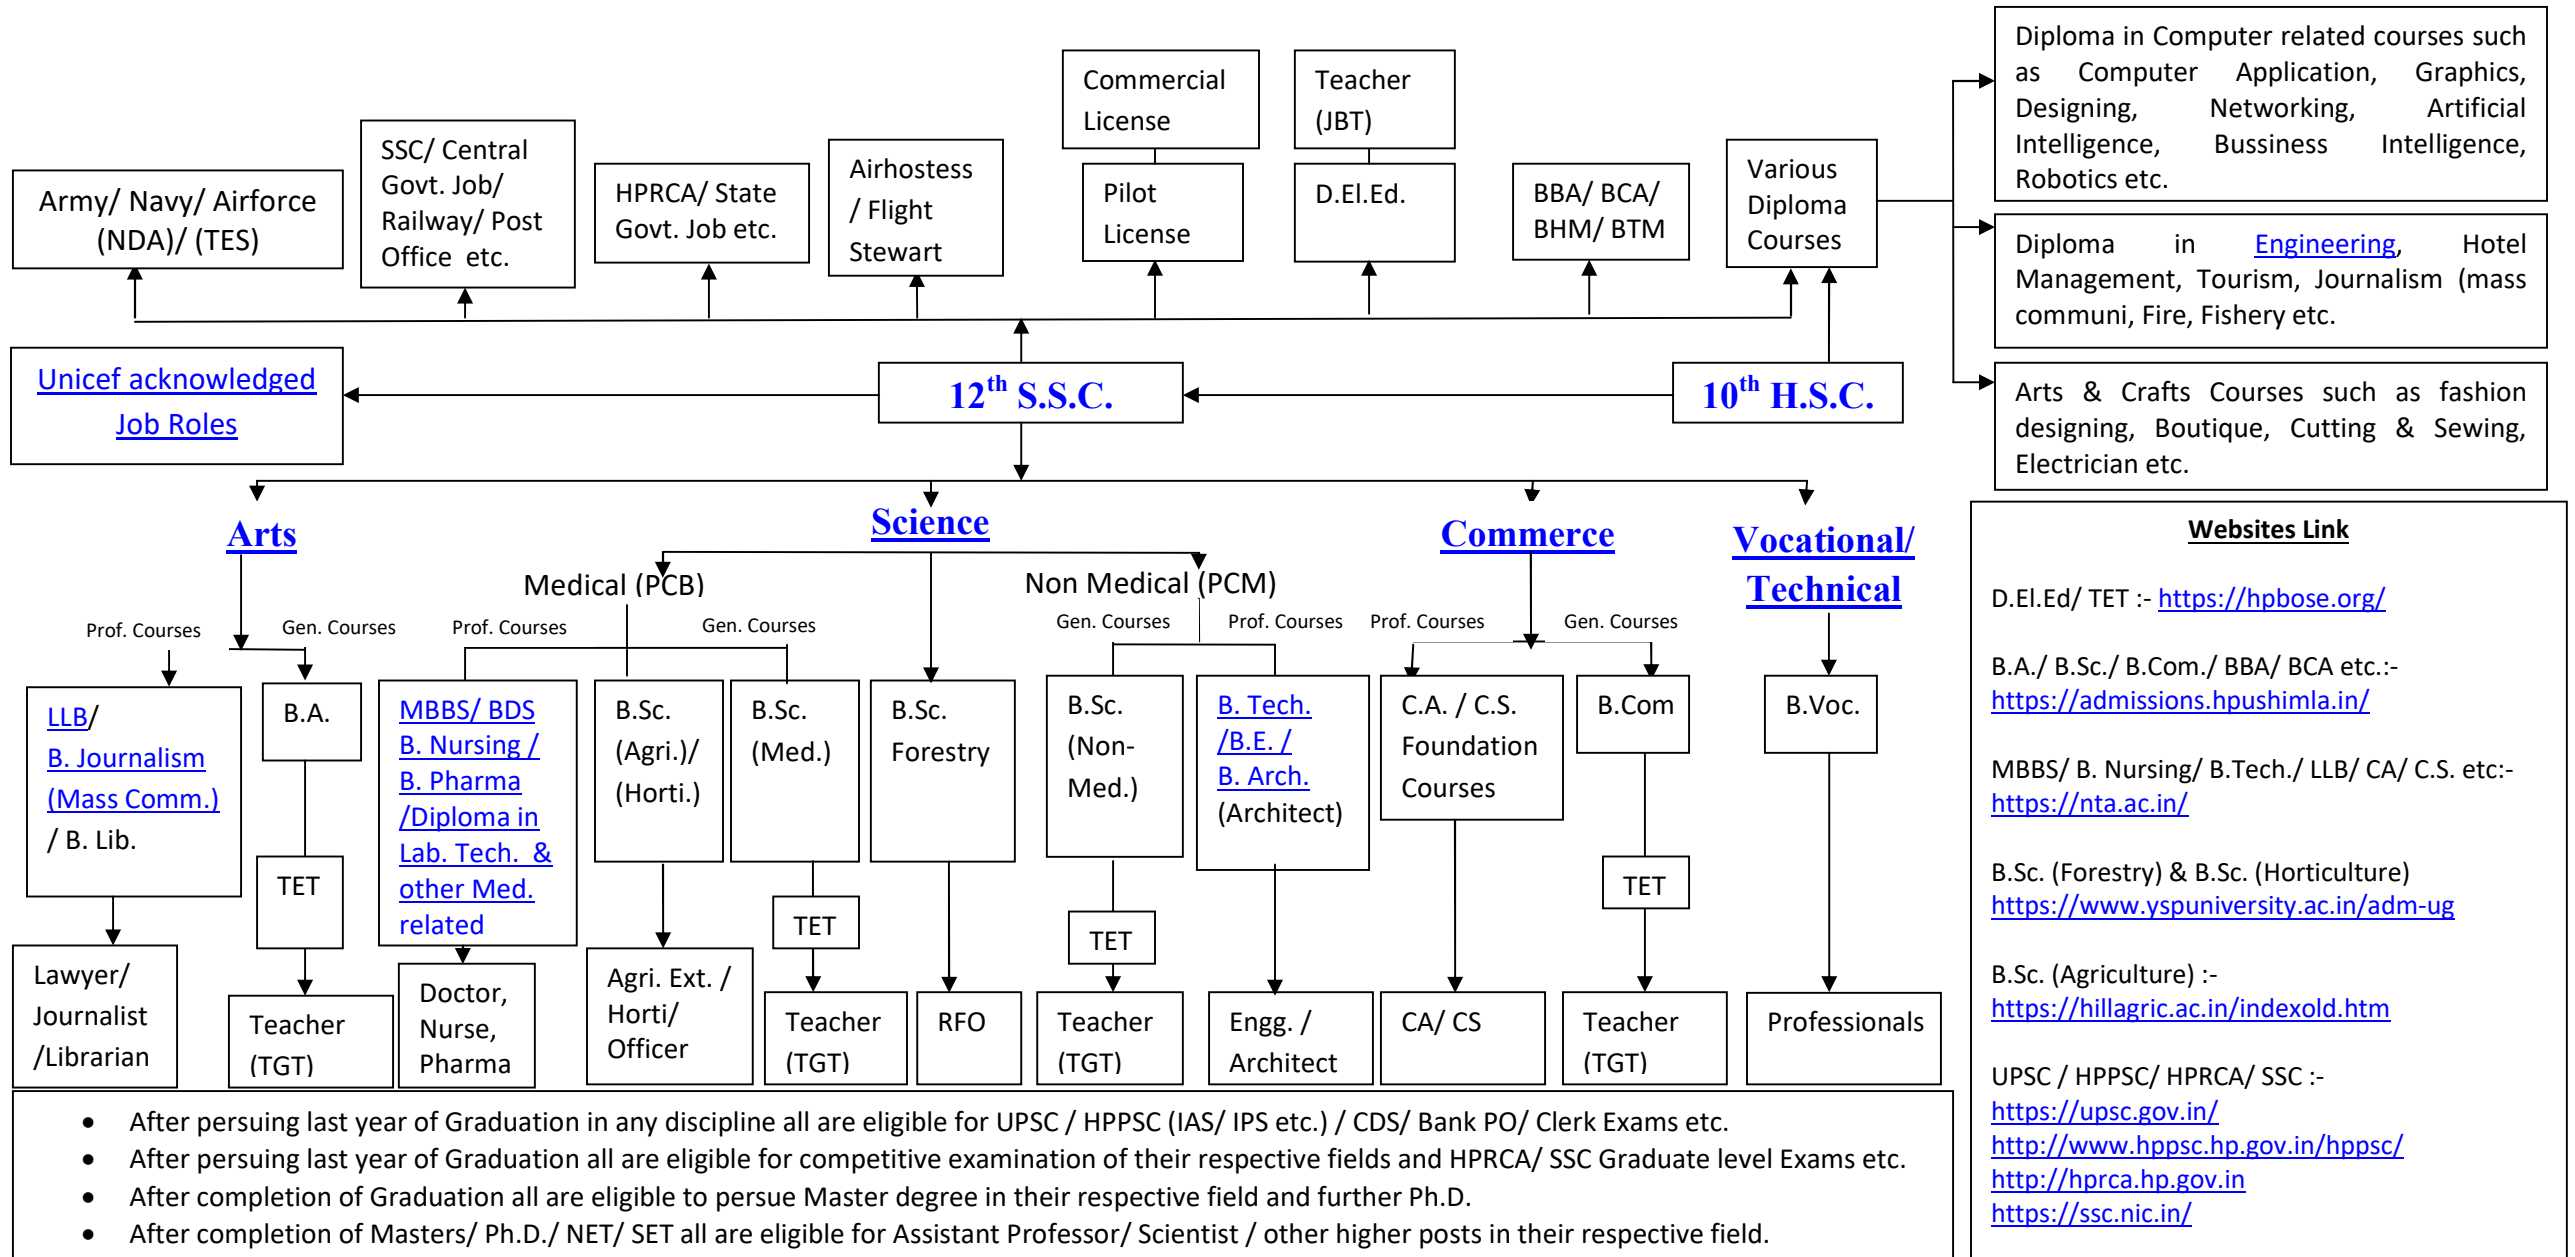 Commercial
License
Teacher
(JBT)
Army/ Navy/ Airforce
(NDA)/ (TES)
SSC/ Central
Govt. Job/
Railway/ Post
Office etc.
HPRCA/ State
Govt. Job etc.
Airhostess
/ Flight
Stewart
Pilot
License
D.El.Ed.
BBA/ BCA/
BHM/ BTM
Various
Diploma
Courses
Diploma in Computer related courses such
as Computer Application, Graphics,
Designing, Networking, Artificial
Intelligence, Bussiness Intelligence,
Robotics etc.
Diploma in Engineering, Hotel
Management, Tourism, Journalism (mass
communi, Fire, Fishery etc.
Arts & Crafts Courses such as fashion
designing, Boutique, Cutting & Sewing,
Electrician etc.
Unicef acknowledged
Job Roles
12th S.S.C.
10th H.S.C.
Arts
Science
Commerce
Vocational/
Technical
Medical (PCB)
Non Medical (PCM)
Prof. Courses
Gen. Courses
Prof. Courses
Gen. Courses
Gen. Courses
Prof. Courses
Prof. Courses
Gen. Courses
LLB/
B. Journalism
(Mass Comm.)
/ B. Lib.
B.A.
MBBS/ BDS
B. Nursing /
B. Pharma
/Diploma in
Lab. Tech. &
other Med.
related
B.Sc.
(Agri.)/
(Horti.)
B.Sc.
(Med.)
B.Sc.
Forestry
B.Sc.
(Non-
Med.)
B. Tech.
/B.E. /
B. Arch.
(Architect)
C.A. / C.S.
Foundation
Courses
B.Com
B.Voc.
TET
TET
TET
TET
Lawyer/
Journalist
/Librarian
Teacher
(TGT)
Doctor,
Nurse,
Pharma
Agri. Ext. /
Horti/
Officer
Teacher
(TGT)
RFO
Teacher
(TGT)
Engg. /
Architect
CA/ CS
Teacher
(TGT)
Professionals
Websites Link
D.El.Ed/ TET :- https://hpbose.org/
B.A./ B.Sc./ B.Com./ BBA/ BCA etc.:-
https://admissions.hpushimla.in/
MBBS/ B. Nursing/ B.Tech./ LLB/ CA/ C.S. etc:-
https://nta.ac.in/
B.Sc. (Forestry) & B.Sc. (Horticulture)
https://www.yspuniversity.ac.in/adm-ug
B.Sc. (Agriculture) :-
https://hillagric.ac.in/indexold.htm
UPSC / HPPSC/ HPRCA/ SSC :-
https://upsc.gov.in/
http://www.hppsc.hp.gov.in/hppsc/
http://hprca.hp.gov.in
https://ssc.nic.in/
• After persuing last year of Graduation in any discipline all are eligible for UPSC / HPPSC (IAS/ IPS etc.) / CDS/ Bank PO/ Clerk Exams etc.
• After persuing last year of Graduation all are eligible for competitive examination of their respective fields and HPRCA/ SSC Graduate level Exams etc.
• After completion of Graduation all are eligible to persue Master degree in their respective field and further Ph.D.
• After completion of Masters/ Ph.D./ NET/ SET all are eligible for Assistant Professor/ Scientist / other higher posts in their respective field.